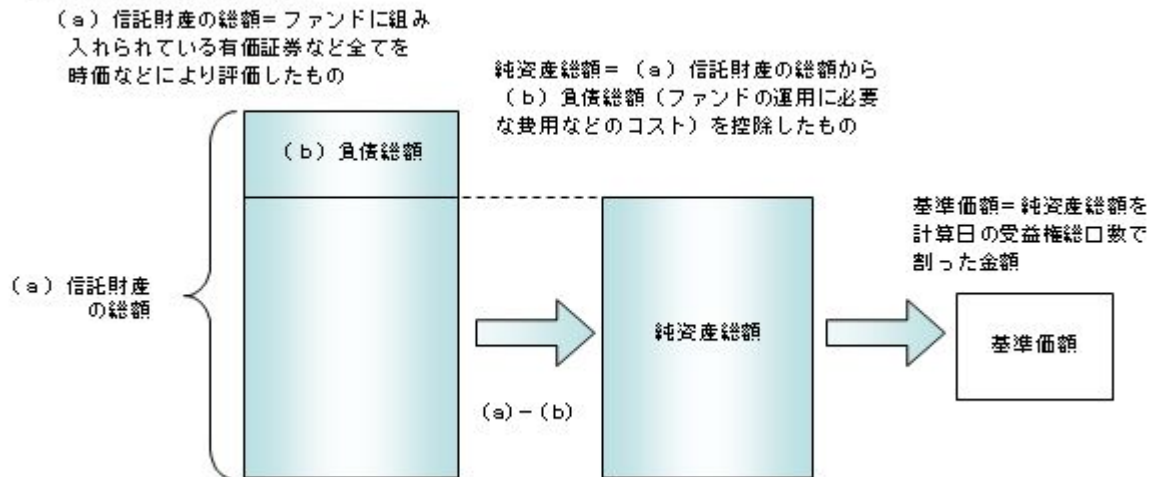 (a)信託財産の総額=ファンドに組み
入れられている有価証券など全てを
時価などにより評価したもの
純資産総額=(a)信託財産の総額から
(b)負債総額(ファンドの運用に必要
な費用などのコスト)を控除したもの
(b)負債総額
基準価額=純資産総額を
計算日の受益権総口数で
割った金額
(a)信託財産
の総額
純資産総額
基準価額
(a)-(b)